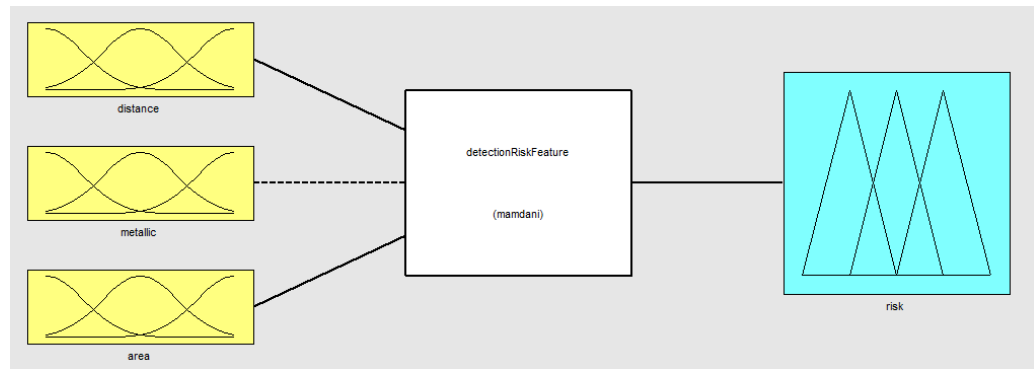 distance
metallic
area
detectionRiskFeature
(mamdani)
risk